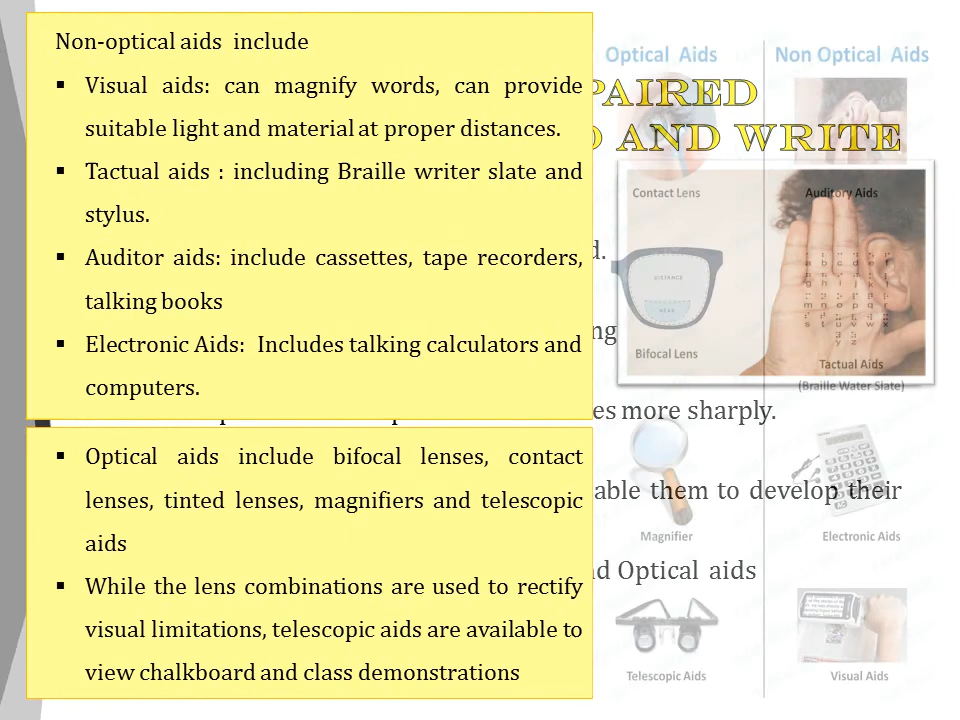 Non-optical aids include
▪ Visual aids: can magnify words, can provide
suitable light and material at proper distances.
▪ Tactual aids : including Braille writer slate and
stylus.
▪ Auditor aids: include cassettes, tape recorders,
talking books
▪ Electronic Aids: Includes talking calculators and
computers.
▪ Optical aids include bifocal lenses, contact
lenses, tinted lenses, magnifiers and telescopic
aids
▪ While the lens combinations are used to rectify
visual limitations, telescopic aids are available to
view chalkboard and class demonstrations
AND WRITE
more sharply.
able them to develop their
Optical aids
Optical Aids
Non Optical Aids
Contact Lens
Auditory Aids
DISTANCE
NEAR
Bifocal Lens
Tactual Aids
(Braille Water Slate)
Magnifier
Electronic Aids
Telescopic Aids
Visual Aids